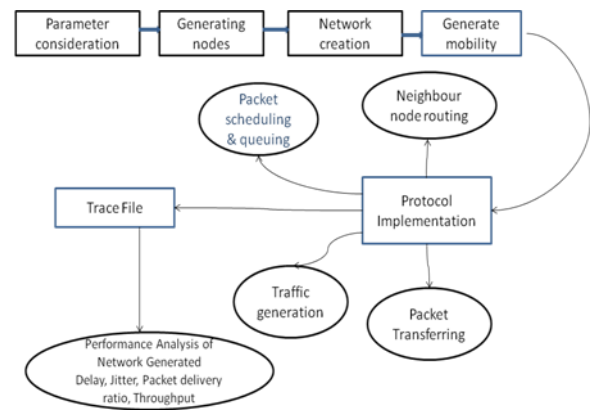 Parameter
consideration
Generating
nodes
Network
creation
Generate
mobility
Packet
scheduling
& queuing
Neighbour
node routing
Trace File
Protocol
Implementation
Traffic
generation
Packet
Transferring
Performance Analysis of
Network Generated
Delay, Jitter, Packet delivery
ratio, Throughput